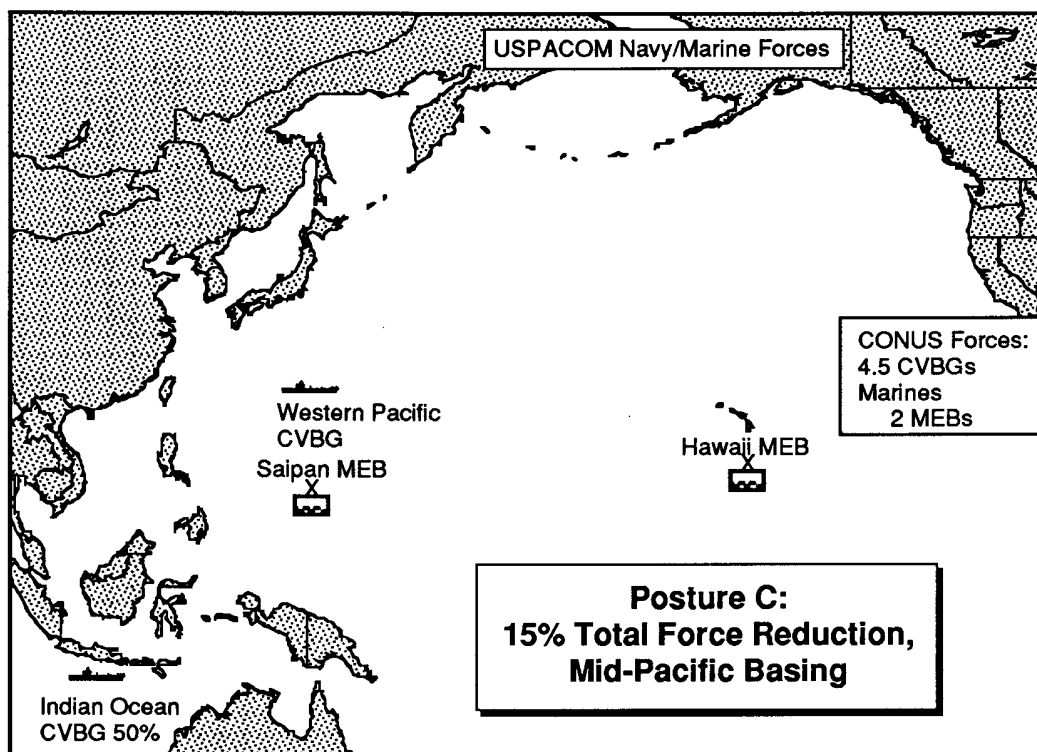 USPACOM Navy/Marine Forces
CONUS Forces:
4.5 CVBGs
Marines
2 MEBs
Western Pacific
CVBG
Saipan MEB
Hawaii MEB
Posture C:
15% Total Force Reduction,
Mid-Pacific Basing
Indian Ocean
CVBG 50%